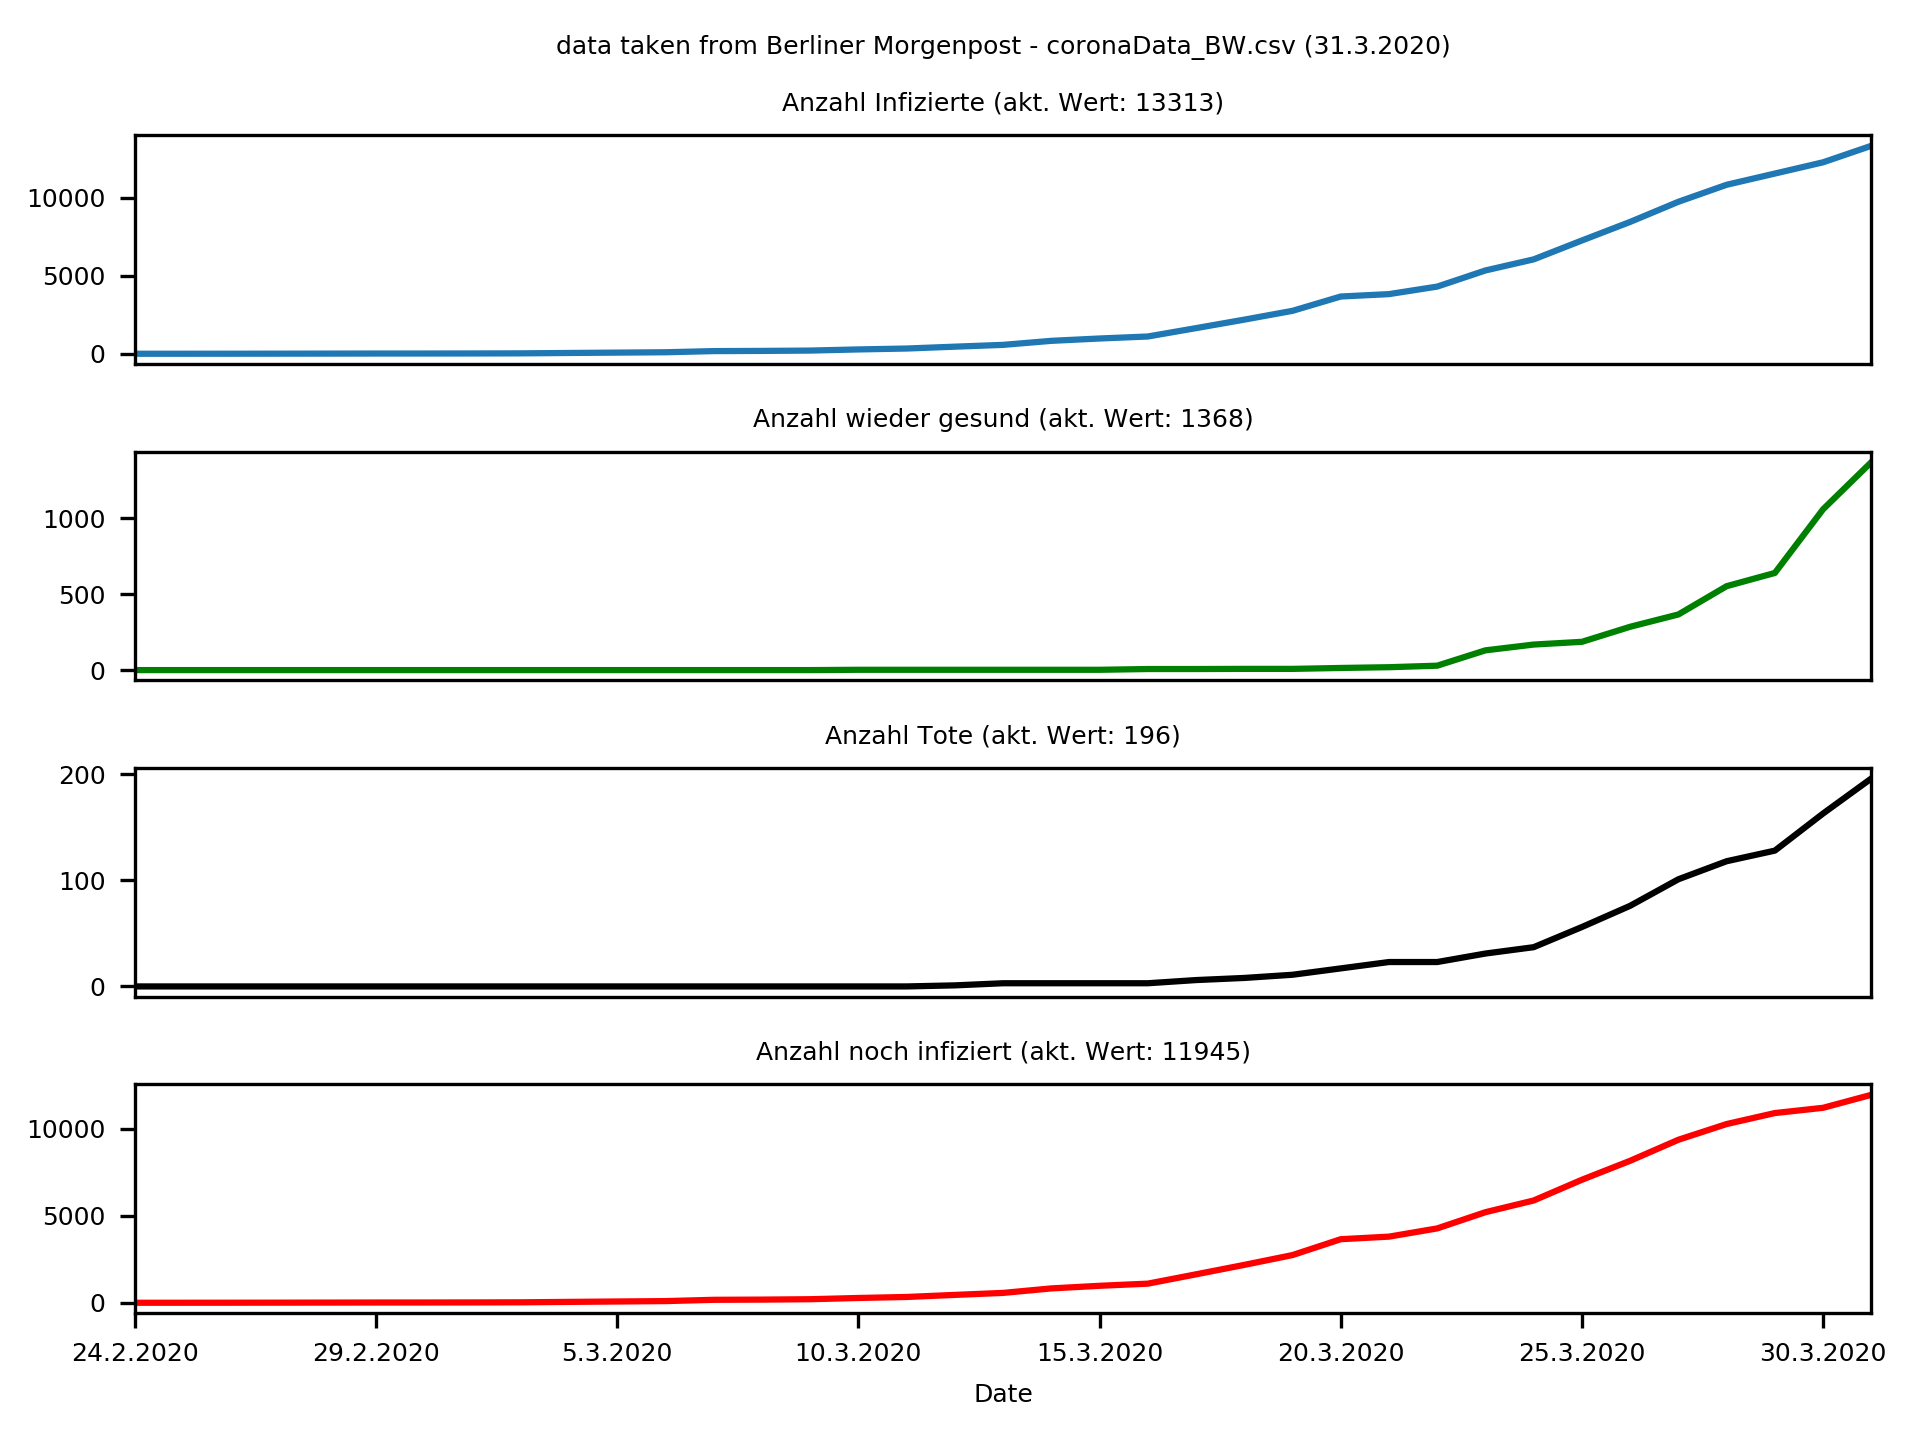 data taken from Berliner Morgenpost - coronaData_BW.csv (31.3.2020)
Anzahl Infizierte (akt. Wert: 13313)
10000
5000
0
Anzahl wieder gesund (akt. Wert: 1368)
1000
500
0
Anzahl Tote (akt. Wert: 196)
200
100
0
Anzahl noch infiziert (akt. Wert: 11945)
10000
5000
0
24.2.2020 29.2.2020 5.3.2020 10.3.2020 15.3.2020 20.3.2020 25.3.2020 30.3.2020
Date